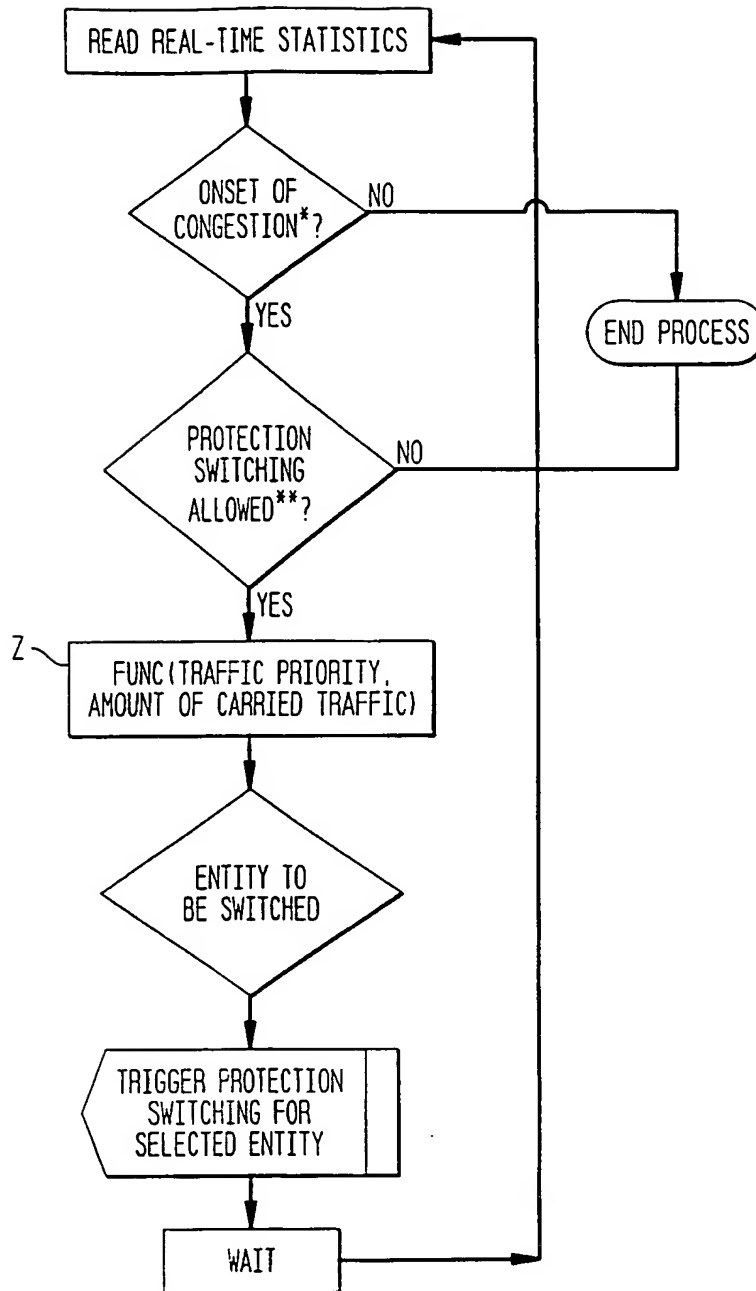 READ REAL-TIME STATISTICS
ONSET OF
CONGESTION*?
NO
YES
END PROCESS
PROTECTION
SWITCHING
ALLOWED**?
NO
YES
Z
FUNC(TRAFFIC PRIORITY,
AMOUNT OF CARRIED TRAFFIC)
ENTITY TO
BE SWITCHED
TRIGGER PROTECTION
SWITCHING FOR
SELECTED ENTITY
WAIT